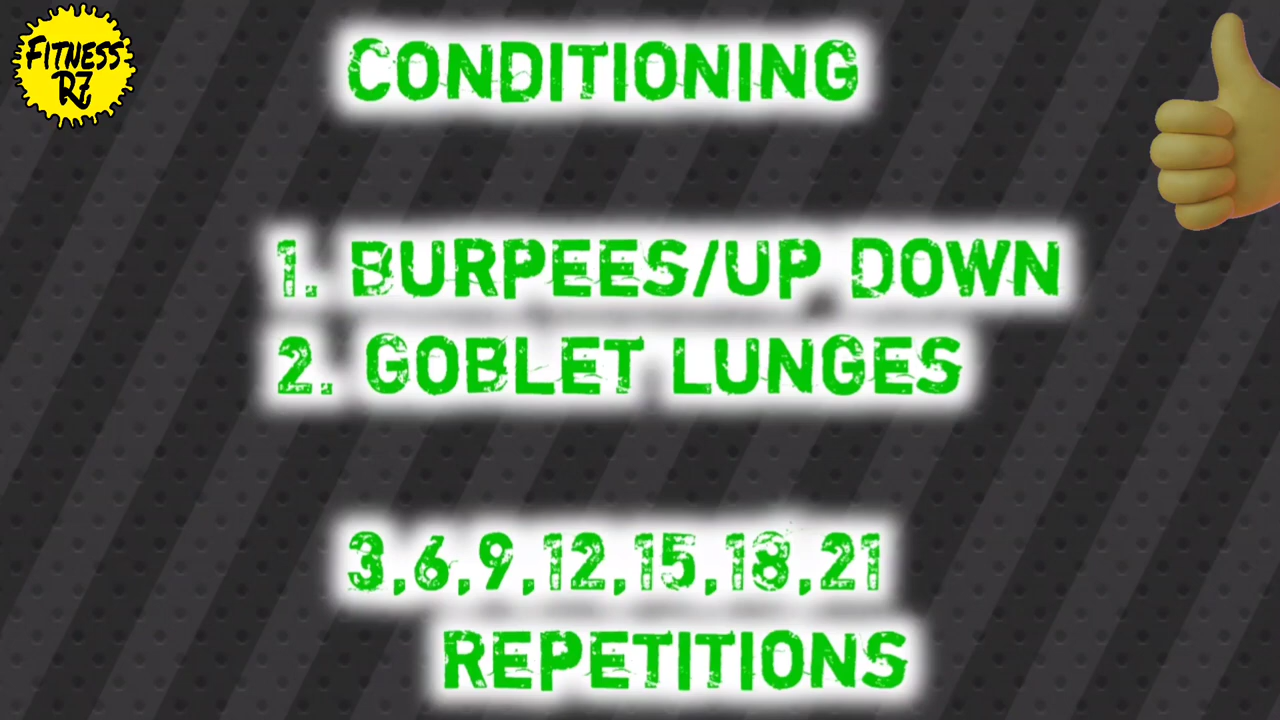 FITNESS
RZ
CONDITIONING
1. BURPEES/UP DOWN
2. GOBLET LUNGES
3,6,9,12,15,18,21
REPETITIONS